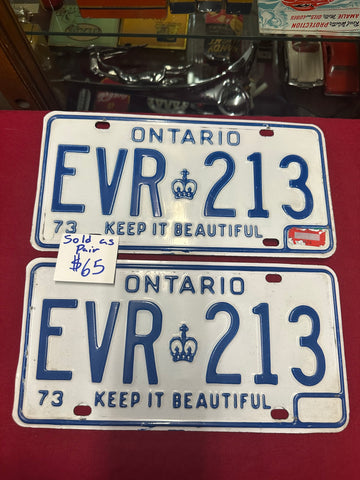 ONTARIO
EVR 213
73 KEEP IT BEAUTIFUL
Sold as
Pair
$65
ONTARIO
EVR 213
73 KEEP IT BEAUTIFUL